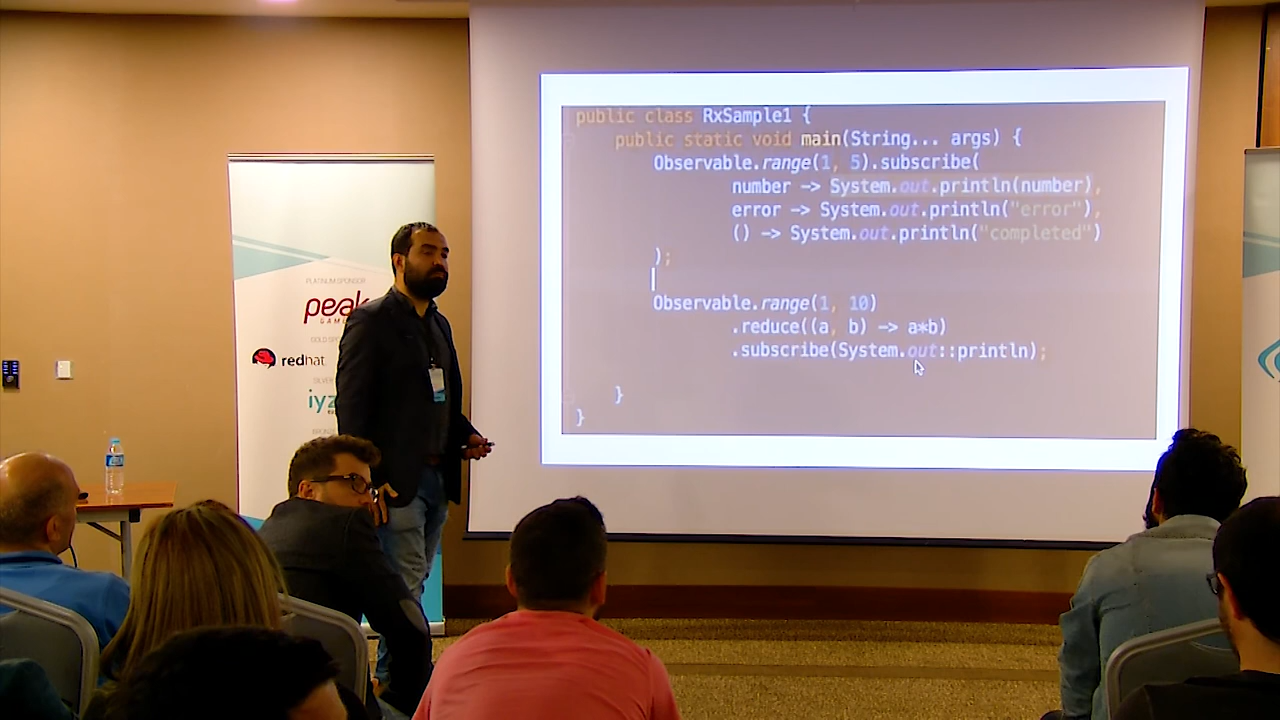 public class RxSample1 {
public static void main(String... args) {
Observable.range(1, 5).subscribe(
number -> System.out.println(number),
error -> System.out.println("error"),
() -> System.out.println("completed")
);
Observable.range(1, 10)
.reduce((a, b) -> a*b)
.subscribe(System.out::println);
}
}
PLATINUM SPONSOR
peak
redhat